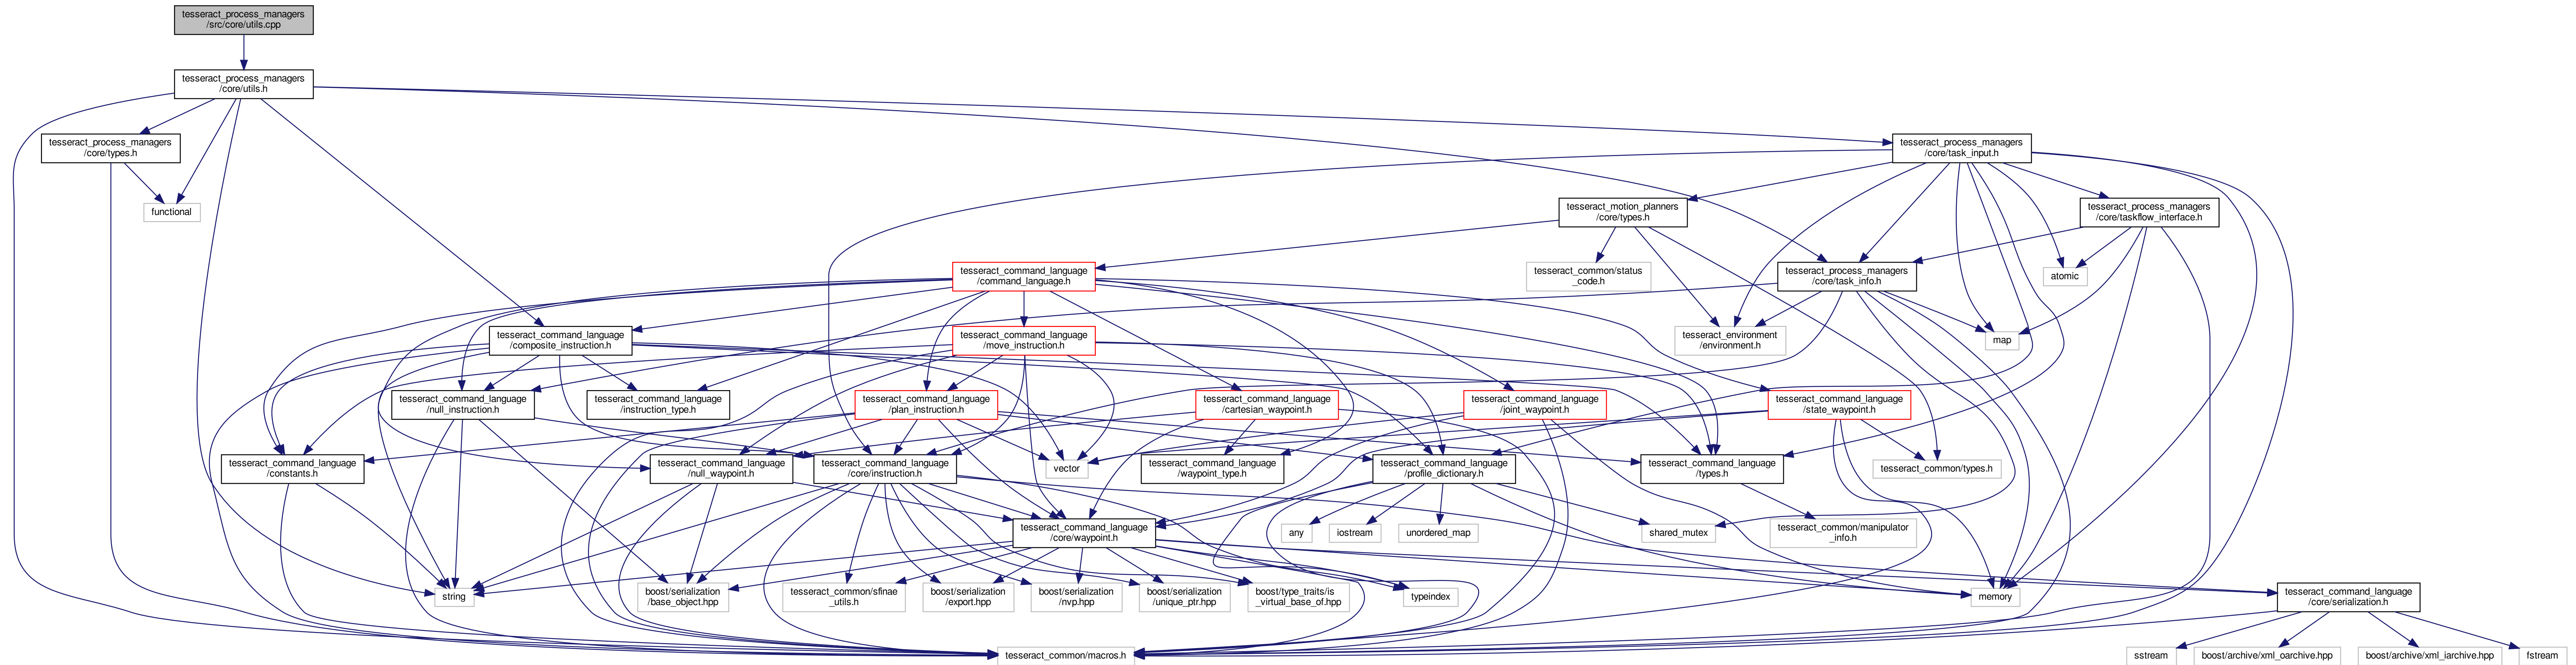 tesseract_process_managers
/src/core/utils.cpp
tesseract_process_managers
/core/utils.h
tesseract_process_managers
/core/types.h
tesseract_process_managers
/core/task_input.h
functional
tesseract_motion_planners
/core/types.h
tesseract_process_managers
/core/taskflow_interface.h
tesseract_command_language
/command_language.h
tesseract_common/status
_code.h
tesseract_process_managers
/core/task_info.h
atomic
tesseract_command_language
/composite_instruction.h
tesseract_command_language
/move_instruction.h
tesseract_environment
/environment.h
map
tesseract_command_language
/null_instruction.h
tesseract_command_language
/instruction_type.h
tesseract_command_language
/plan_instruction.h
tesseract_command_language
/cartesian_waypoint.h
tesseract_command_language
/joint_waypoint.h
tesseract_command_language
/state_waypoint.h
tesseract_command_language
/constants.h
tesseract_command_language
/null_waypoint.h
tesseract_command_language
/core/instruction.h
vector
tesseract_command_language
/waypoint_type.h
tesseract_command_language
/profile_dictionary.h
tesseract_command_language
/types.h
tesseract_common/types.h
tesseract_command_language
/core/waypoint.h
any
iostream
unordered_map
shared_mutex
tesseract_common/manipulator
_info.h
string
boost/serialization
/base_object.hpp
tesseract_common/sfinae
_utils.h
boost/serialization
/export.hpp
boost/serialization
/nvp.hpp
boost/serialization
/unique_ptr.hpp
boost/type_traits/is
_virtual_base_of.hpp
typeindex
memory
tesseract_command_language
/core/serialization.h
tesseract_common/macros.h
sstream
boost/archive/xml_oarchive.hpp
boost/archive/xml_iarchive.hpp
fstream